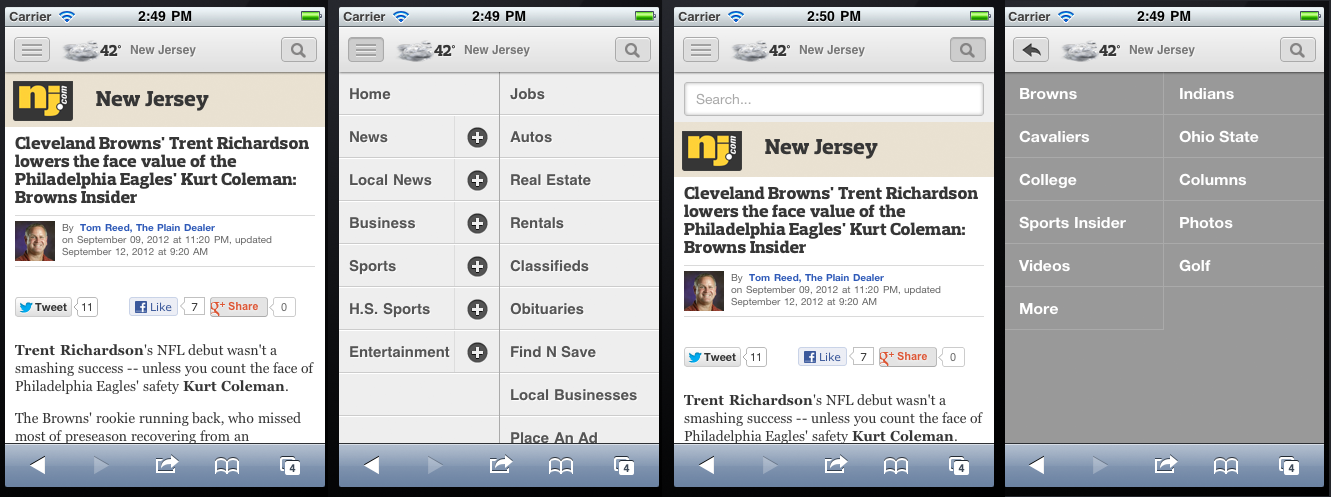 Carrier 2:49 PM
42° New Jersey
nj.com New Jersey
Cleveland Browns' Trent Richardson
lowers the face value of the
Philadelphia Eagles' Kurt Coleman:
Browns Insider
By Tom Reed, The Plain Dealer
on September 09, 2012 at 11:20 PM, updated
September 12, 2012 at 9:20 AM
Tweet 11 Like 7 g+ Share 0
Trent Richardson's NFL debut wasn't a
smashing success -- unless you count the face of
Philadelphia Eagles' safety Kurt Coleman.
The Browns' rookie running back, who missed
most of preseason recovering from an
4
Carrier 2:49 PM
42° New Jersey
Home Jobs
News Autos
Local News Real Estate
Business Rentals
Sports Classifieds
H.S. Sports Obituaries
Entertainment Find N Save
Local Businesses
Place An Ad
4
Carrier 2:50 PM
42° New Jersey
Search...
nj.com New Jersey
Cleveland Browns' Trent Richardson
lowers the face value of the
Philadelphia Eagles' Kurt Coleman:
Browns Insider
By Tom Reed, The Plain Dealer
on September 09, 2012 at 11:20 PM, updated
September 12, 2012 at 9:20 AM
Tweet 11 Like 7 g+ Share 0
Trent Richardson's NFL debut wasn't a
smashing success -- unless you count the face of
Philadelphia Eagles' safety Kurt Coleman.
4
Carrier 2:49 PM
42° New Jersey
Browns Indians
Cavaliers Ohio State
College Columns
Sports Insider Photos
Videos Golf
More
4